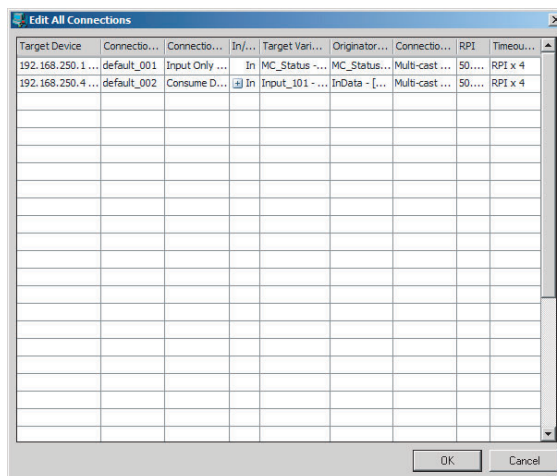 Edit All Connections
Target Device Connectio... Connectio... In/... Target Vari... Originator... Connectio... RPI Timeou...
192.168.250.1 ... default_001 Input Only ... In MC_Status -... MC_Status... Multi-cast ... 50.... RPI x 4
192.168.250.4 ... default_002 Consume D... In Input_101 - ... InData - [... Multi-cast ... 50.... RPI x 4
OK Cancel